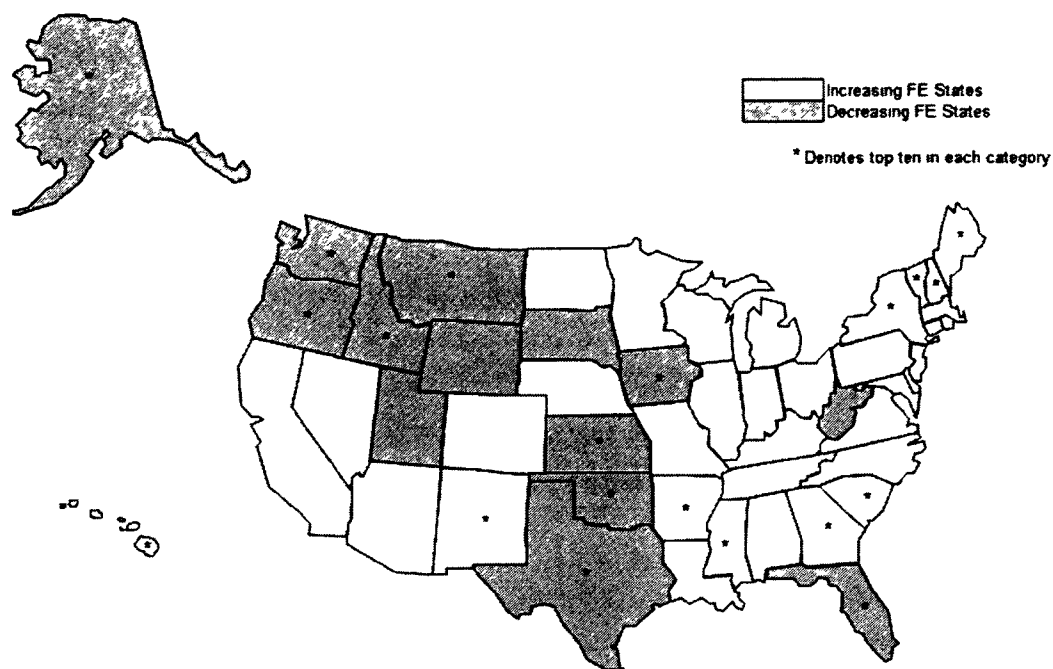 Increasing FE States
Decreasing FE States
* Denotes top ten in each category